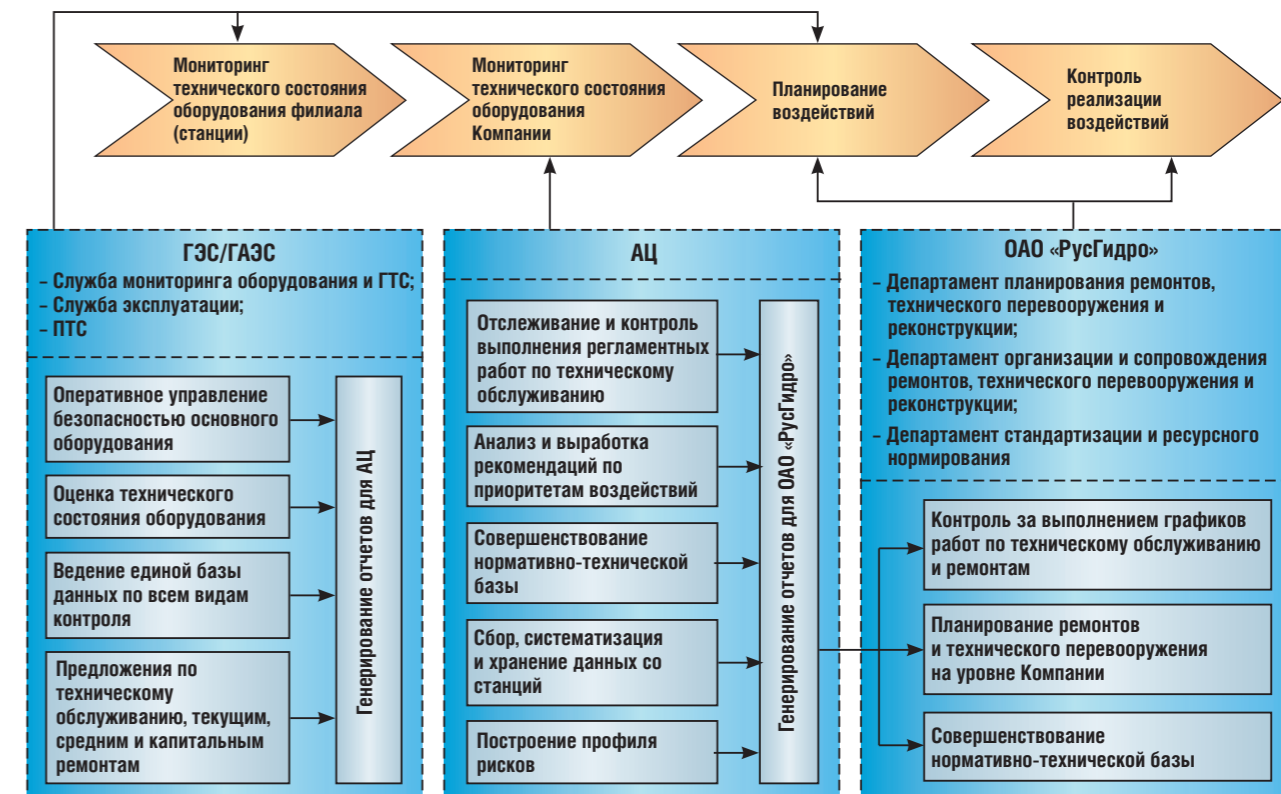 Мониторинг
технического состояния
оборудования филиала
(станции)
Мониторинг
технического состояния
оборудования
Компании
Планирование
воздействий
Контроль
реализации
воздействий
ГЭС/ГАЭС
– Служба мониторинга оборудования и ГТС;
– Служба эксплуатации;
– ПТС
Оперативное управление
безопасностью основного
оборудования
Оценка технического
состояния оборудования
Ведение единой базы
данных по всем видам
контроля
Предложения по
техническому
обслуживанию, текущим,
средним и капитальным
ремонтам
Генерирование отчетов для АЦ
АЦ
Отслеживание и контроль
выполнения регламентных
работ по техническому
обслуживанию
Анализ и выработка
рекомендаций по
приоритетам воздействий
Совершенствование
нормативно-технической
базы
Сбор, систематизация
и хранение данных со
станций
Построение профиля
рисков
Генерирование отчетов для ОАО «РусГидро»
ОАО «РусГидро»
– Департамент планирования ремонтов,
технического перевооружения и
реконструкции;
– Департамент организации и сопровождения
ремонтов, технического перевооружения и
реконструкции;
– Департамент стандартизации и ресурсного
нормирования
Контроль за выполнением графиков
работ по техническому обслуживанию
и ремонтам
Планирование ремонтов
и технического перевооружения
на уровне Компании
Совершенствование
нормативно-технической базы